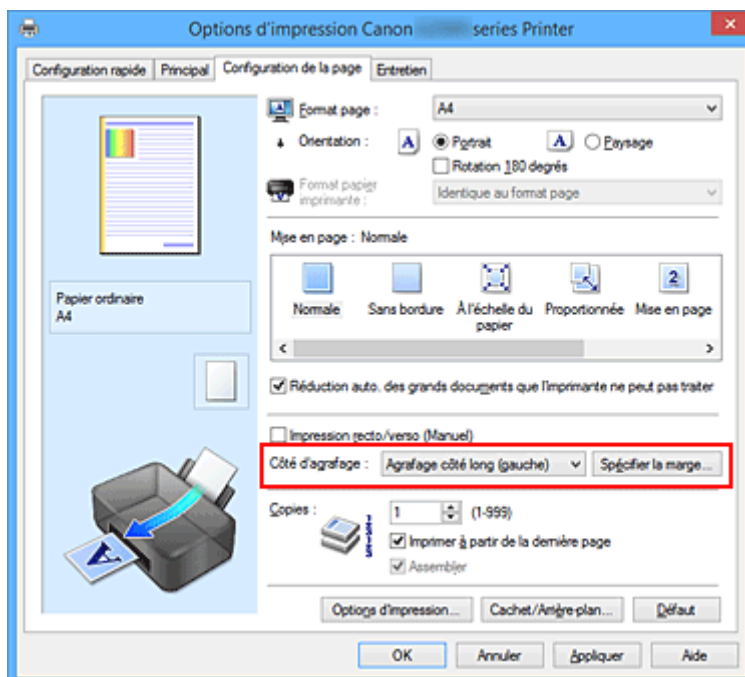 Options d'impression Canon series Printer
Configuration rapide Principal Configuration de la page Entretien
Format page : A4
Orientation : A Portrait A Paysage
Rotation 180 degrés
Format papier imprimante : Identique au format page
Mise en page : Normale
Normale Sans bordure À l'échelle du papier Proportionnée 2 Mise en page
Papier ordinaire
A4
Réduction auto. des grands documents que l'imprimante ne peut pas traiter
Impression recto/verso (Manuel)
Côté d'agrafage : Agrafage côté long (gauche) Spécifier la marge...
Copies : 1 (1-999)
Imprimer à partir de la dernière page
Assembler
A
Options d'impression... Cachet/Arrière-plan... Défaut
OK Annuler Appliquer Aide